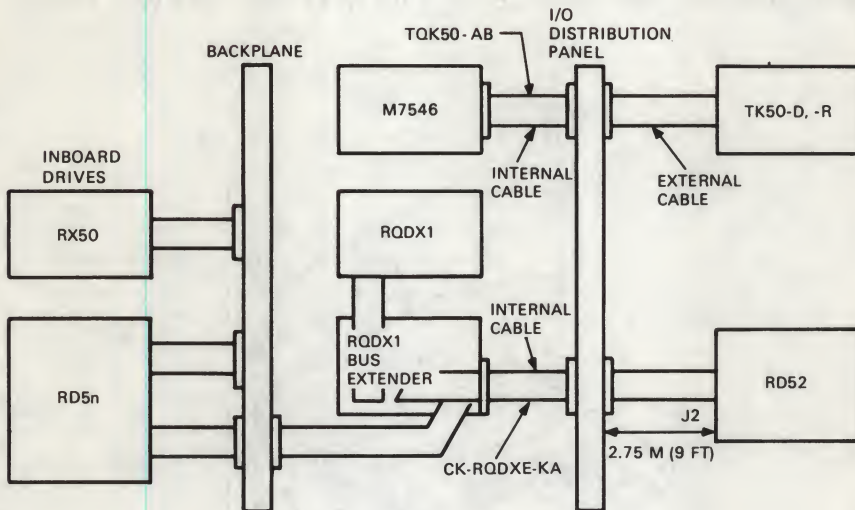 I/O
DISTRIBUTION
PANEL
TQK50-AB
BACKPLANE
M7546
TK50-D, -R
INBOARD
DRIVES
INTERNAL
CABLE
EXTERNAL
CABLE
RX50
RQDX1
INTERNAL
CABLE
RQDX1
BUS
EXTENDER
RD5n
RD52
J2
2.75 M (9 FT)
CK-RQDXE-KA